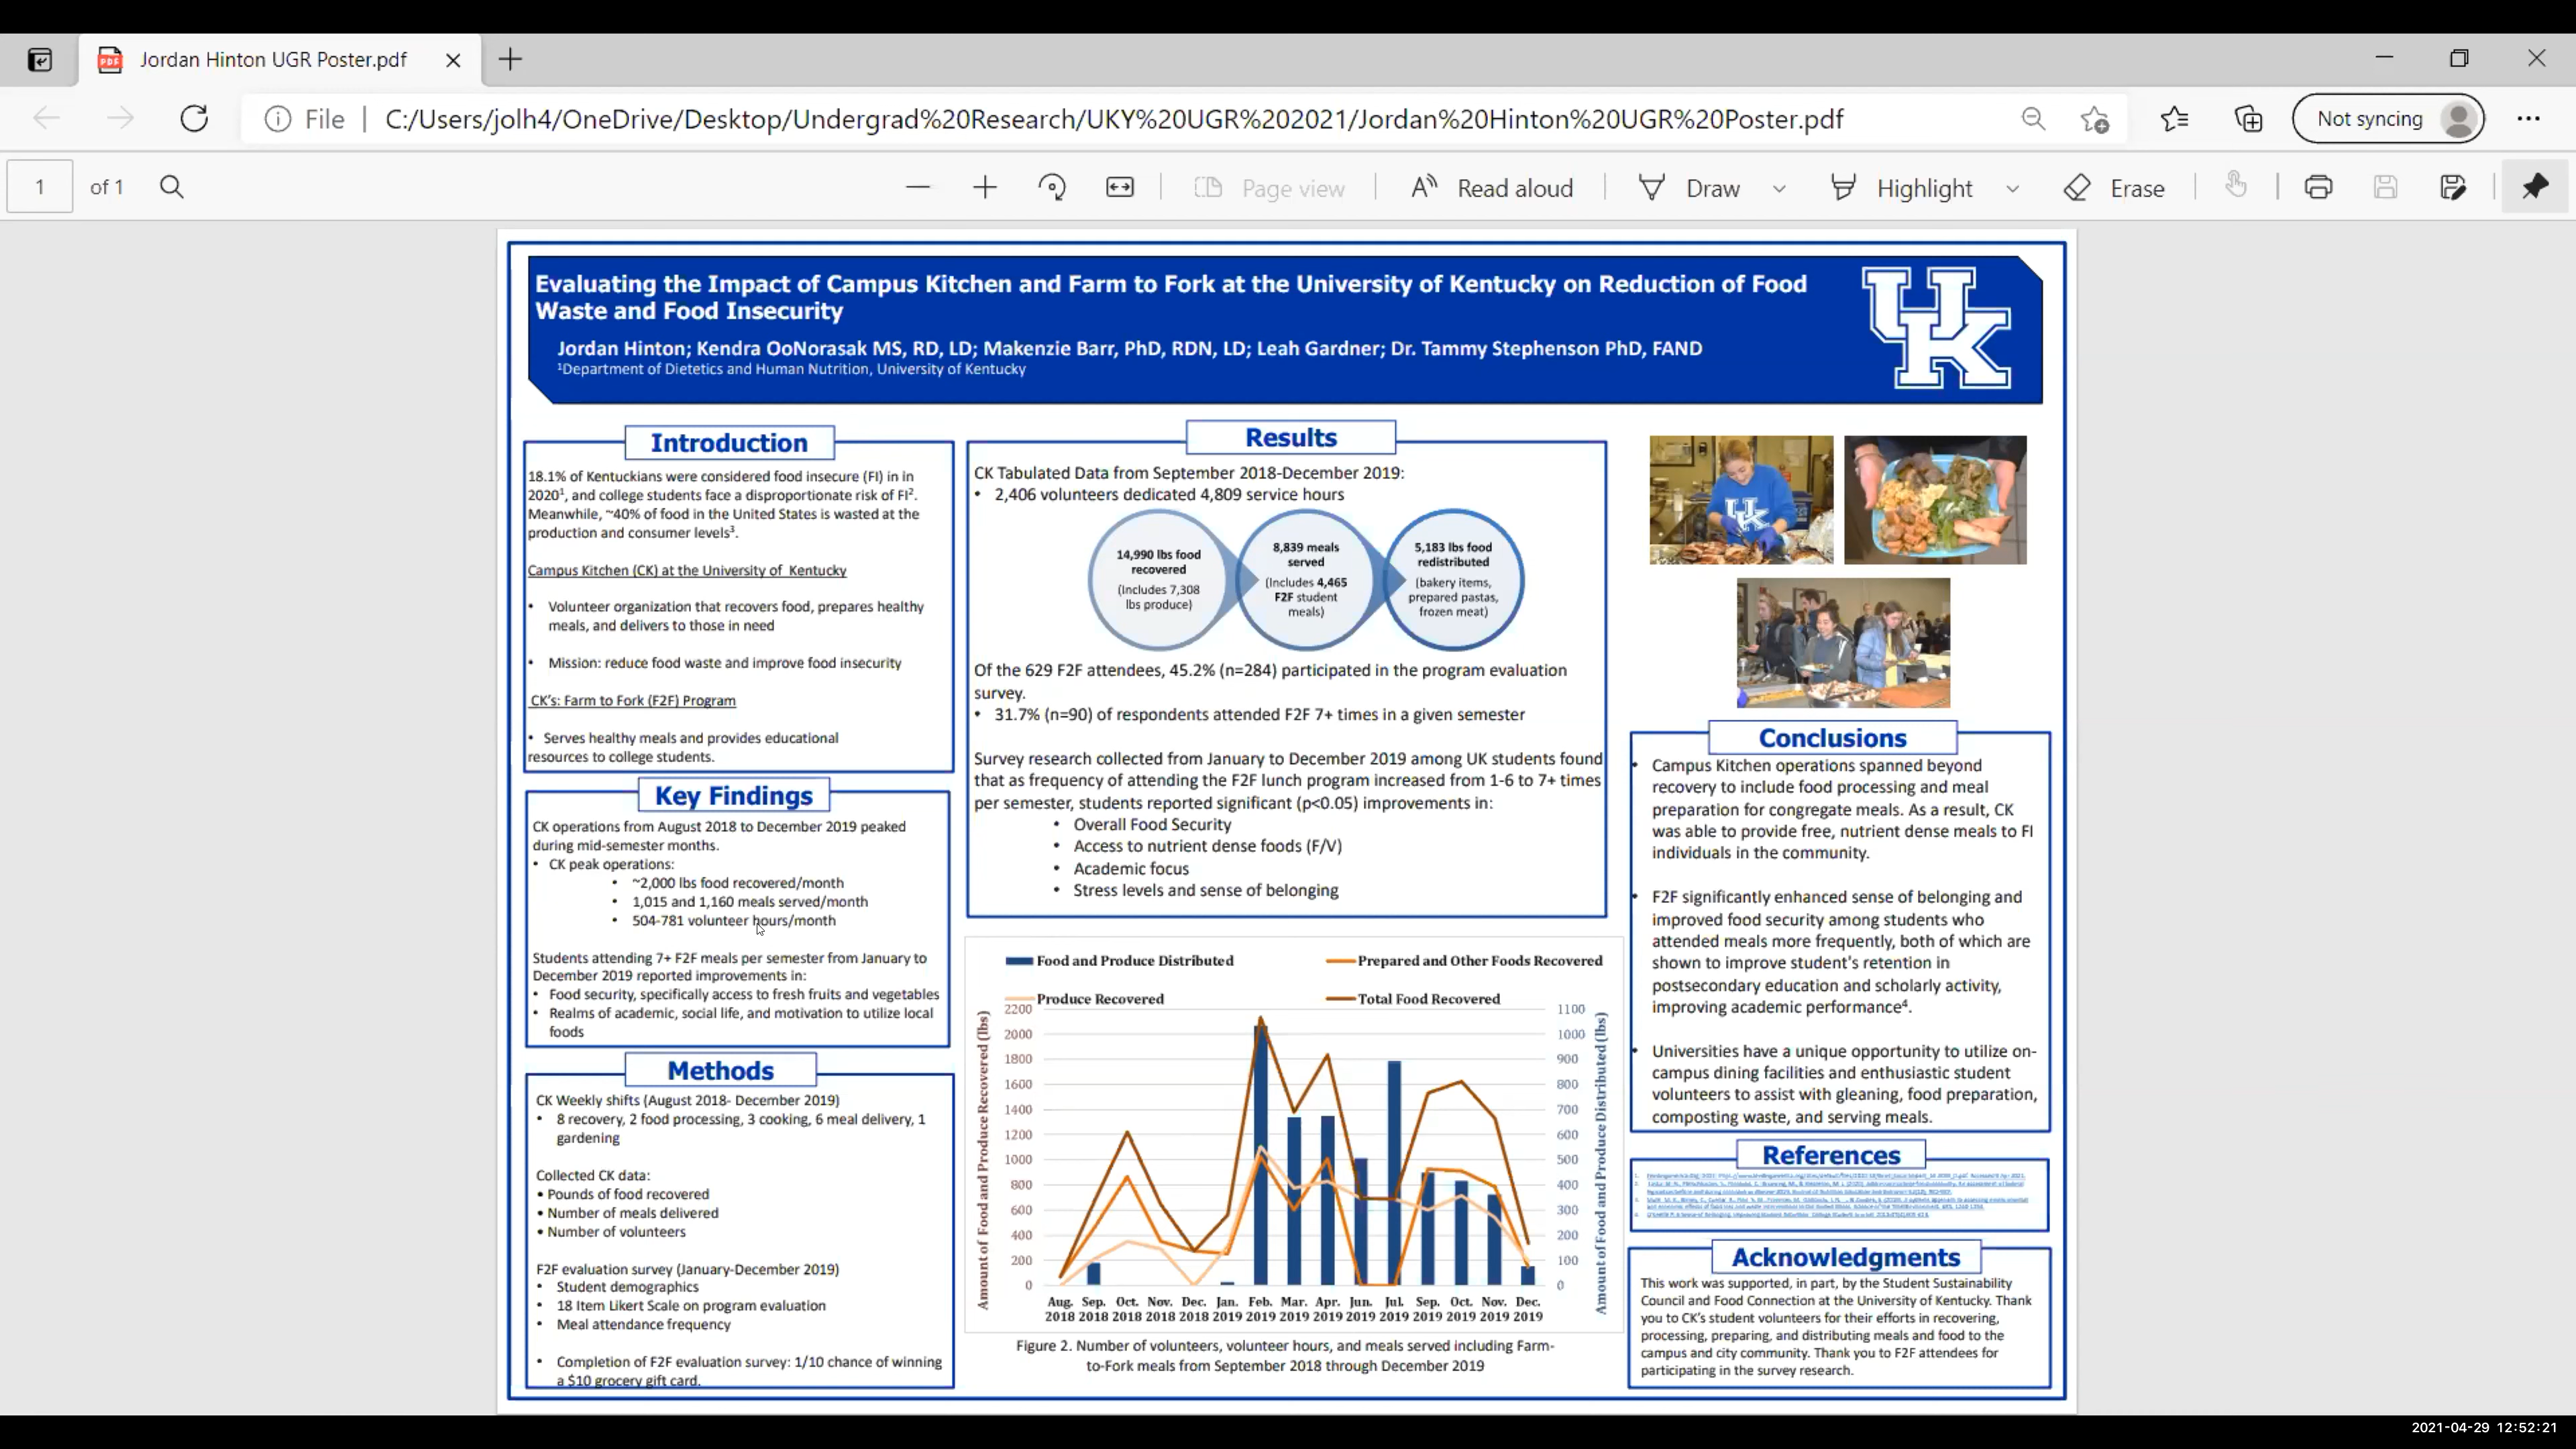 Jordan Hinton UGR Poster.pdf
File
C:/Users/jolh4/OneDrive/Desktop/Undergrad%20Research/UKY%20UGR%202021/Jordan%20Hinton%20UGR%20Poster.pdf
Not syncing
1
of 1
Page view
Read aloud
Draw
Highlight
Erase
Evaluating the Impact of Campus Kitchen and Farm to Fork at the University of Kentucky on Reduction of Food
Waste and Food Insecurity
Jordan Hinton; Kendra OoNorasak MS, RD, LD; Makenzie Barr, PhD, RDN, LD; Leah Gardner; Dr. Tammy Stephenson PhD, FAND
¹Department of Dietetics and Human Nutrition, University of Kentucky
UK
Introduction
18.1% of Kentuckians were considered food insecure (FI) in in
2020¹, and college students face a disproportionate risk of FI².
Meanwhile, ~40% of food in the United States is wasted at the
production and consumer levels³.
Campus Kitchen (CK) at the University of Kentucky
• Volunteer organization that recovers food, prepares healthy
meals, and delivers to those in need
• Mission: reduce food waste and improve food insecurity
CK's: Farm to Fork (F2F) Program
• Serves healthy meals and provides educational
resources to college students.
Key Findings
CK operations from August 2018 to December 2019 peaked
during mid-semester months.
• CK peak operations:
• ~2,000 lbs food recovered/month
• 1,015 and 1,160 meals served/month
• 504-781 volunteer hours/month
Students attending 7+ F2F meals per semester from January to
December 2019 reported improvements in:
• Food security, specifically access to fresh fruits and vegetables
• Realms of academic, social life, and motivation to utilize local
foods
Methods
CK Weekly shifts (August 2018- December 2019)
• 8 recovery, 2 food processing, 3 cooking, 6 meal delivery, 1
gardening
Collected CK data:
• Pounds of food recovered
• Number of meals delivered
• Number of volunteers
F2F evaluation survey (January-December 2019)
• Student demographics
• 18 Item Likert Scale on program evaluation
• Meal attendance frequency
• Completion of F2F evaluation survey: 1/10 chance of winning
a $10 grocery gift card.
Results
CK Tabulated Data from September 2018-December 2019:
• 2,406 volunteers dedicated 4,809 service hours
14,990 lbs food
recovered
(Includes 7,308
lbs produce)
8,839 meals
served
(Includes 4,465
F2F student
meals)
5,183 lbs food
redistributed
(bakery items,
prepared pastas,
frozen meat)
Of the 629 F2F attendees, 45.2% (n=284) participated in the program evaluation
survey.
• 31.7% (n=90) of respondents attended F2F 7+ times in a given semester
Survey research collected from January to December 2019 among UK students found
that as frequency of attending the F2F lunch program increased from 1-6 to 7+ times
per semester, students reported significant (p<0.05) improvements in:
• Overall Food Security
• Access to nutrient dense foods (F/V)
• Academic focus
• Stress levels and sense of belonging
Food and Produce Distributed
Prepared and Other Foods Recovered
Produce Recovered
Total Food Recovered
Amount of Food and Produce Recovered (lbs)
2200
2000
1800
1600
1400
1200
1000
800
600
400
200
0
1100
1000
900
800
700
600
500
400
300
200
100
0
Amount of Food and Produce Distributed (lbs)
Aug. Sep. Oct. Nov. Dec. Jan. Feb. Mar. Apr. Jun. Jul. Sep. Oct. Nov. Dec.
2018 2018 2018 2018 2018 2019 2019 2019 2019 2019 2019 2019 2019 2019 2019
Figure 2. Number of volunteers, volunteer hours, and meals served including Farm-
to-Fork meals from September 2018 through December 2019
Conclusions
• Campus Kitchen operations spanned beyond
recovery to include food processing and meal
preparation for congregate meals. As a result, CK
was able to provide free, nutrient dense meals to FI
individuals in the community.
• F2F significantly enhanced sense of belonging and
improved food security among students who
attended meals more frequently, both of which are
shown to improve student's retention in
postsecondary education and scholarly activity,
improving academic performance⁴.
• Universities have a unique opportunity to utilize on-
campus dining facilities and enthusiastic student
volunteers to assist with gleaning, food preparation,
composting waste, and serving meals.
References
Acknowledgments
This work was supported, in part, by the Student Sustainability
Council and Food Connection at the University of Kentucky. Thank
you to CK's student volunteers for their efforts in recovering,
processing, preparing, and distributing meals and food to the
campus and city community. Thank you to F2F attendees for
participating in the survey research.
2021-04-29 12:52:21